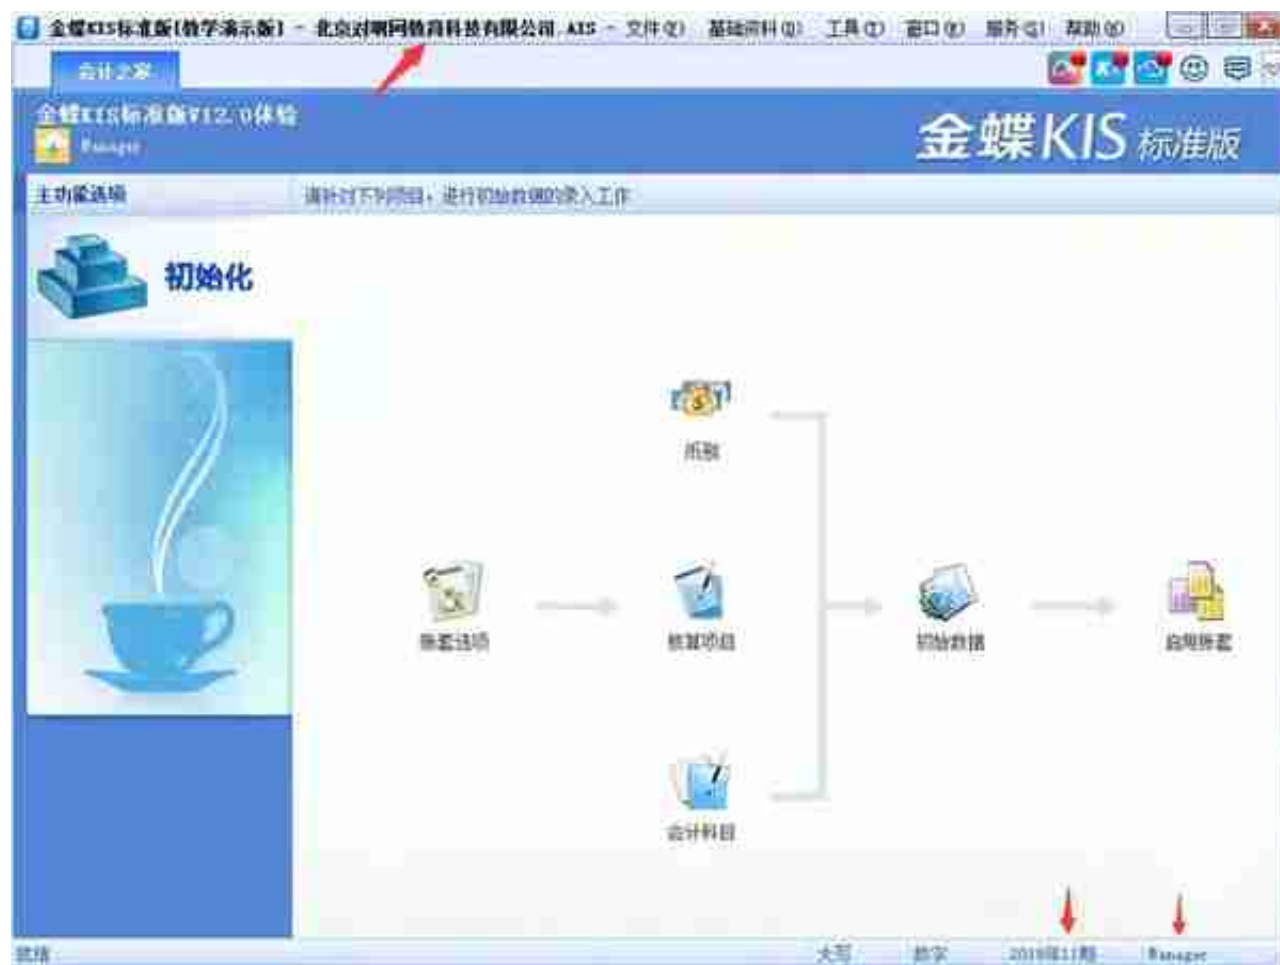 金蝶KIS标准版[教学演示版] - 北京对啊网教育科技有限公司.AIS - 文件(F) 基础资料(D) 工具(T) 窗口(W) 服务(G) 帮助(H)
会计之家
金蝶KIS标准版V12.0体验
Manager
金蝶KIS 标准版
主功能选项
请针对下列项目,进行初始数据的录入工作
初始化
币别
账套选项
核算项目
初始数据
启用账套
会计科目
就绪
大写 数字 Manager